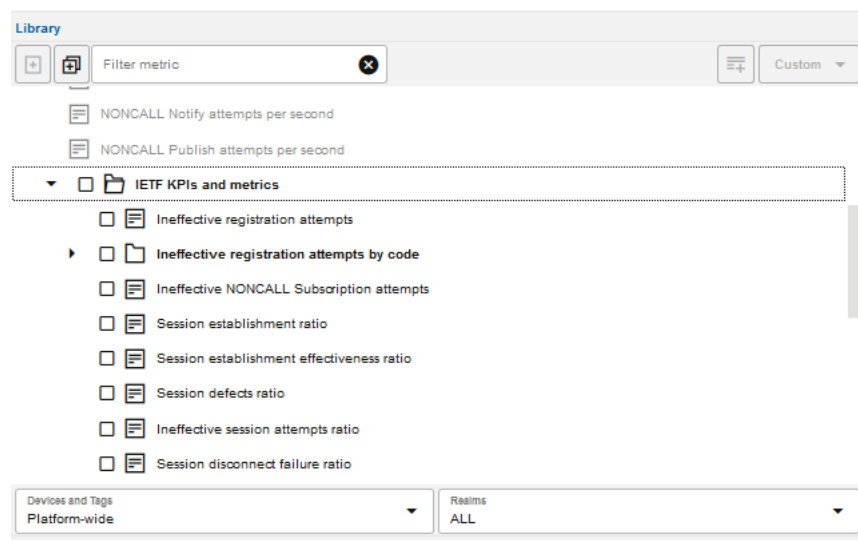 Library
Filter metric
Custom
NONCALL Notify attempts per second
NONCALL Publish attempts per second
IETF KPIs and metrics
Ineffective registration attempts
Ineffective registration attempts by code
Ineffective NONCALL Subscription attempts
Session establishment ratio
Session establishment effectiveness ratio
Session defects ratio
Ineffective session attempts ratio
Session disconnect failure ratio
Devices and Tags
Platform-wide
Realms
ALL